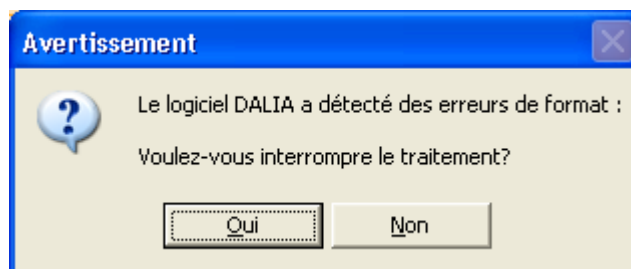 Avertissement
Le logiciel DALIA a détecté des erreurs de format :
Voulez-vous interrompre le traitement?
Oui Non